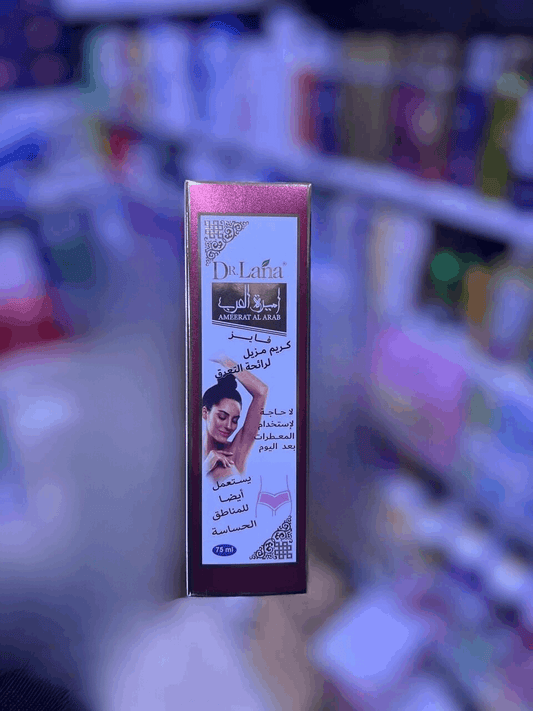 Dr.Lana
أميرة العرب
AMEERAT AL ARAB
فايز
كريم مزيل
لرائحة التعرق
لا حاجة
لإستخدام
المعطرات
بعد اليوم
يستعمل
أيضا
للمناطق
الحساسة
75 ml